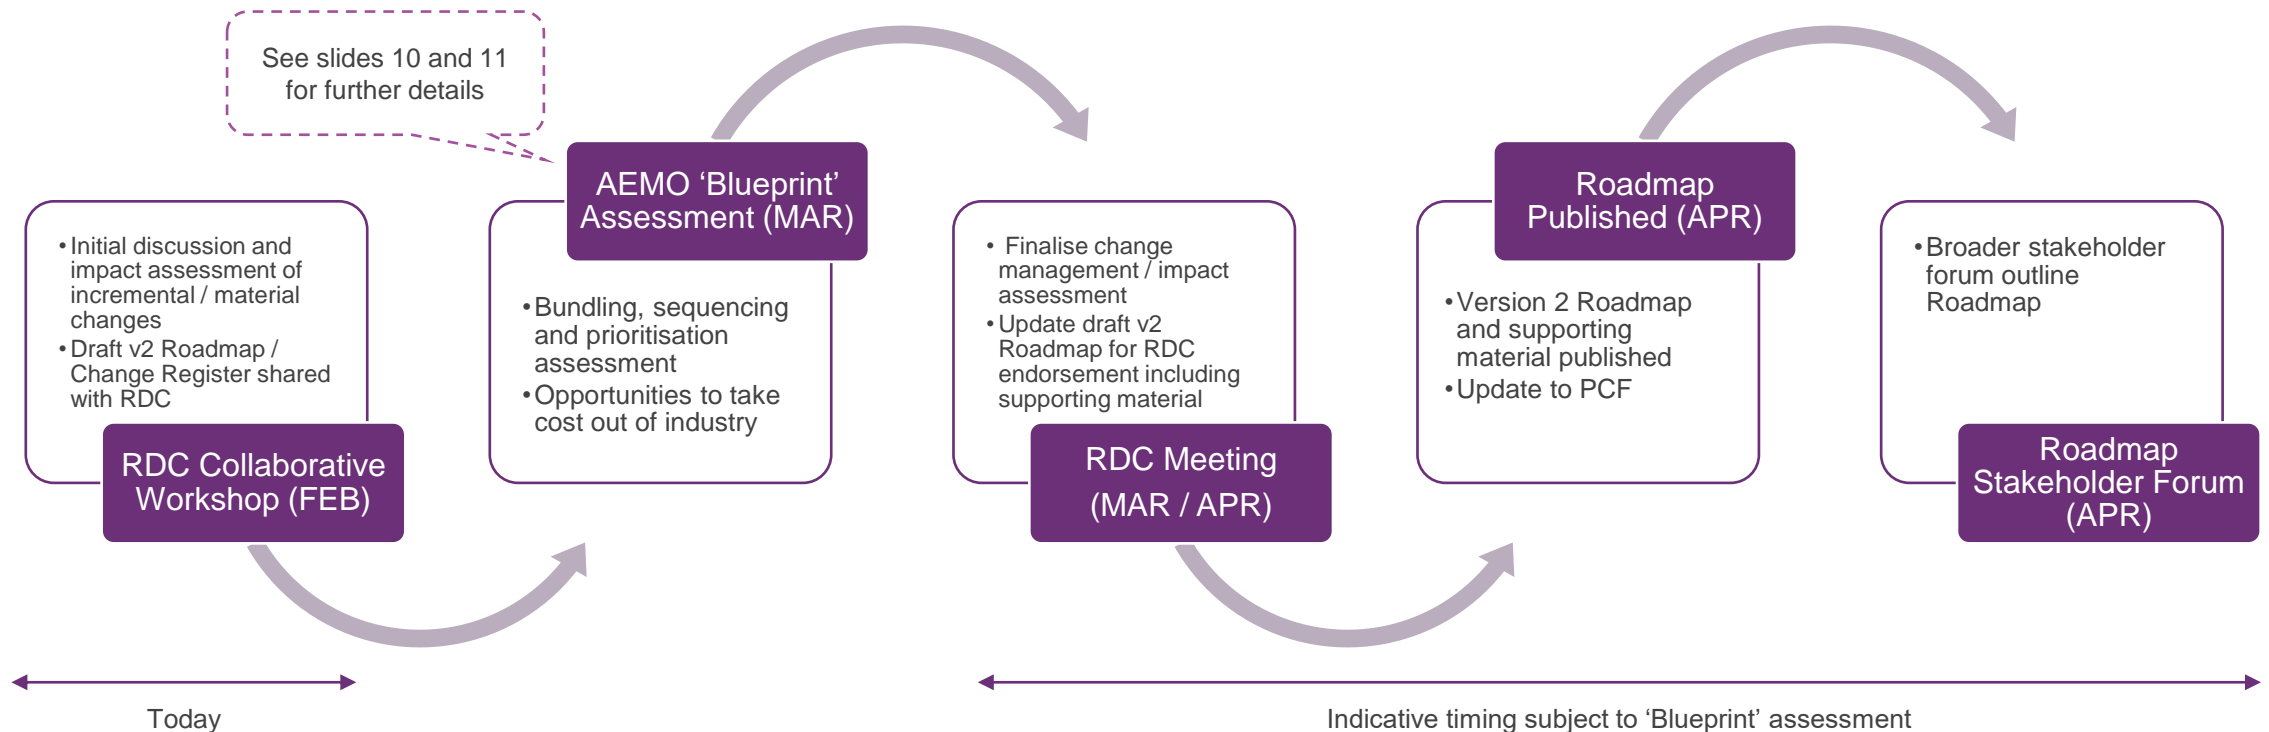 See slides 10 and 11
for further details
• Initial discussion and
impact assessment of
incremental / material
changes
• Draft v2 Roadmap /
Change Register shared
with RDC
RDC Collaborative
Workshop (FEB)
AEMO ‘Blueprint’
Assessment (MAR)
• Bundling, sequencing
and prioritisation
assessment
• Opportunities to take
cost out of industry
• Finalise change
management / impact
assessment
• Update draft v2
Roadmap for RDC
endorsement including
supporting material
RDC Meeting
(MAR / APR)
Roadmap
Published (APR)
• Version 2 Roadmap
and supporting
material published
• Update to PCF
• Broader stakeholder
forum outline
Roadmap
Roadmap
Stakeholder Forum
(APR)
Today
Indicative timing subject to ‘Blueprint’ assessment